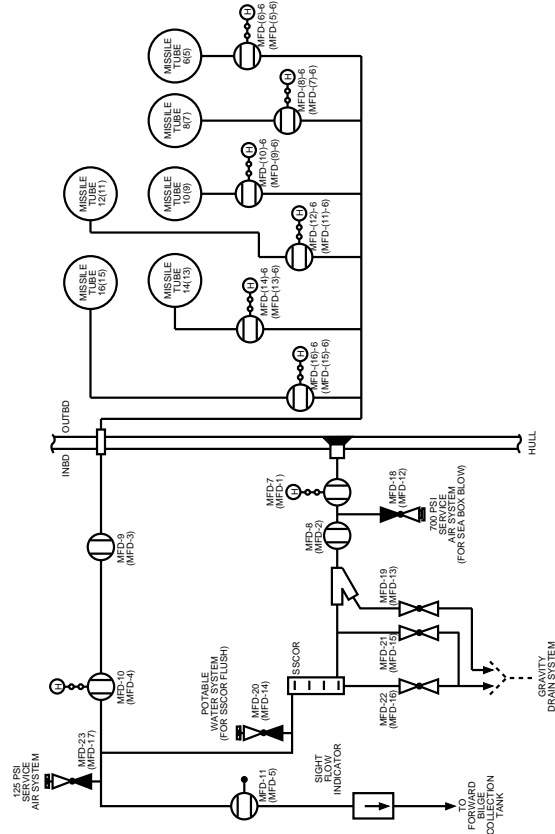 MISSILE
TUBE
6(5)
H
MFD-(6)-6
(MFD-(5)-6)
MISSILE
TUBE
8(7)
H
MFD-(8)-6
(MFD-(7)-6)
MISSILE
TUBE
12(11)
MISSILE
TUBE
10(9)
H
MFD-(10)-6
(MFD-(9)-6
H
MFD-(12)-6
(MFD-(11)-6
MISSILE
TUBE
16(15)
MISSILE
TUBE
14(13)
H
MFD-(14)-6
(MFD-(13)-6
H
MFD-(16)-6
(MFD-(15)-6
OUTBD
INBD
HULL
MFD-9
(MFD-3)
H
MFD-7
(MFD-1)
MFD-8
(MFD-2)
MFD-18
(MFD-12)
700 PSI
SERVICE
AIR SYSTEM
(FOR SEA BOX BLOW)
H
MFD-10
(MFD-4)
MFD-19
(MFD-13)
MFD-21
(MFD-15)
MFD-22
(MFD-16)
SSCOR
POTABLE
WATER SYSTEM
(FOR SSCOR FLUSH)
MFD-20
(MFD-14)
GRAVITY
DRAIN SYSTEM
125 PSI
SERVICE
AIR SYSTEM
MFD-23
(MFD-17)
MFD-11
(MFD-5)
SIGHT
FLOW
INDICATOR
TO
FORWARD
BILGE
COLLECTION
TANK